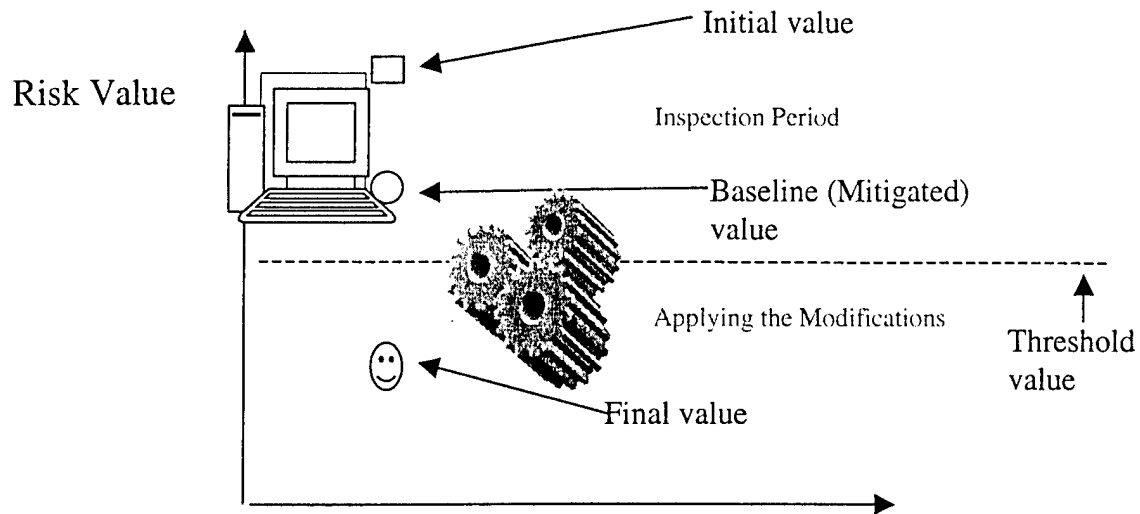 Initial value
Risk Value
Inspection Period
Baseline (Mitigated)
value
Applying the Modifications
Threshold
value
Final value